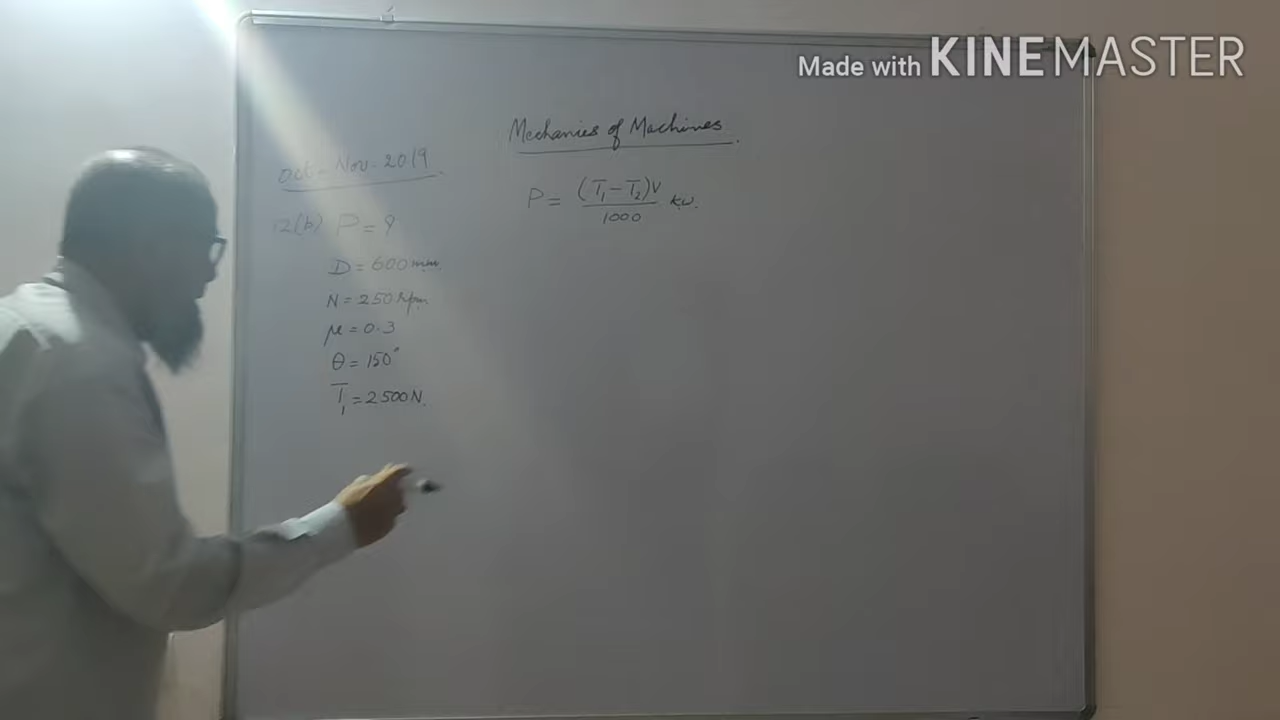 Made with KINEMASTER
Mechanics of Machines.
Oct - Nov. 2019.
12(b) P = ?
D = 600 mm.
N = 250 rpm.
μ = 0.3
θ = 150°
T₁ = 2500 N.
P = (T₁ - T₂)v / 1000 kw.